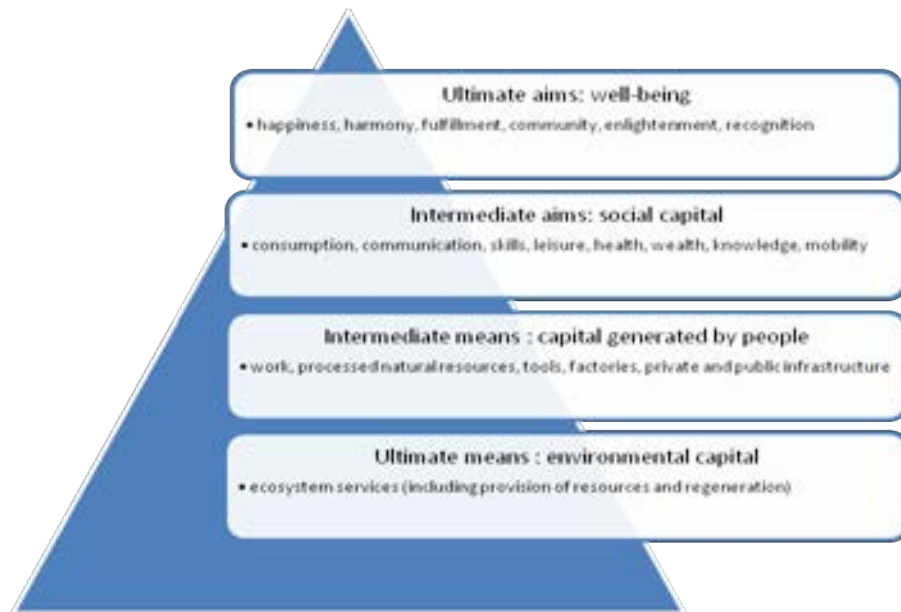 Ultimate aims: well-being
• happiness, harmony, fulfillment, community, enlightenment, recognition
Intermediate aims: social capital
• consumption, communication, skills, leisure, health, wealth, knowledge, mobility
Intermediate means : capital generated by people
• work, processed natural resources, tools, factories, private and public infrastructure
Ultimate means : environmental capital
• ecosystem services (including provision of resources and regeneration)